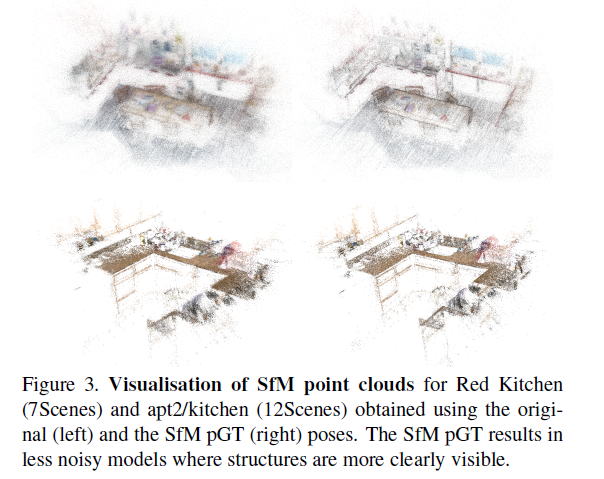 Figure 3. Visualisation of SfM point clouds for Red Kitchen
(7Scenes) and apt2/kitchen (12Scenes) obtained using the origi-
nal (left) and the SfM pGT (right) poses. The SfM pGT results in
less noisy models where structures are more clearly visible.